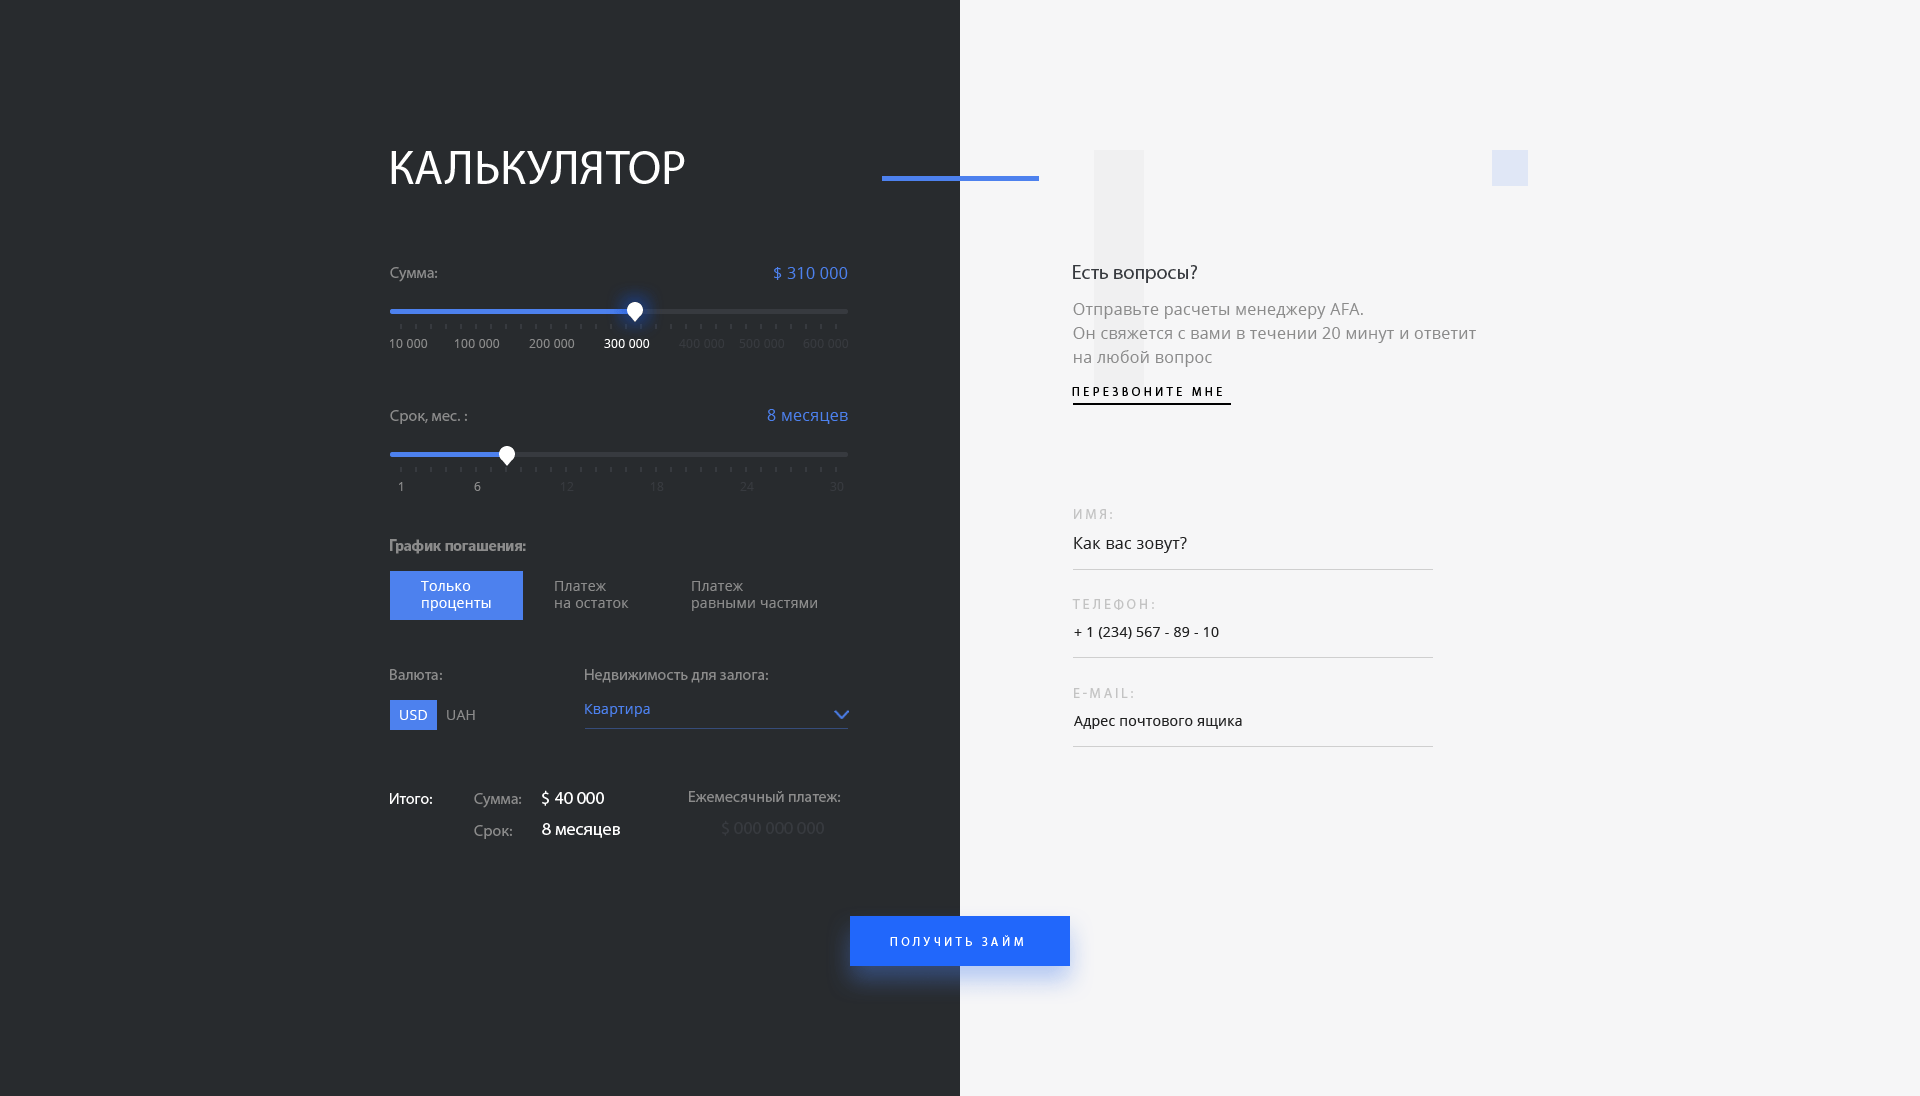 КАЛЬКУЛЯТОР
Сумма:
$ 310 000
10 000 100 000 200 000 300 000 400 000 500 000 600 000
Срок, мес. :
8 месяцев
1 6 12 18 24 30
График погашения:
Только
проценты
Платеж
на остаток
Платеж
равными частями
Валюта:
USD UAH
Недвижимость для залога:
Квартира
Итого:
Сумма: $ 40 000
Срок: 8 месяцев
Ежемесячный платеж:
$ 000 000 000
Есть вопросы?
Отправьте расчеты менеджеру AFA.
Он свяжется с вами в течении 20 минут и ответит
на любой вопрос
ПЕРЕЗВОНИТЕ МНЕ
ИМЯ:
Как вас зовут?
ТЕЛЕФОН:
+ 1 (234) 567 - 89 - 10
E-MAIL:
Адрес почтового ящика
ПОЛУЧИТЬ ЗАЙМ